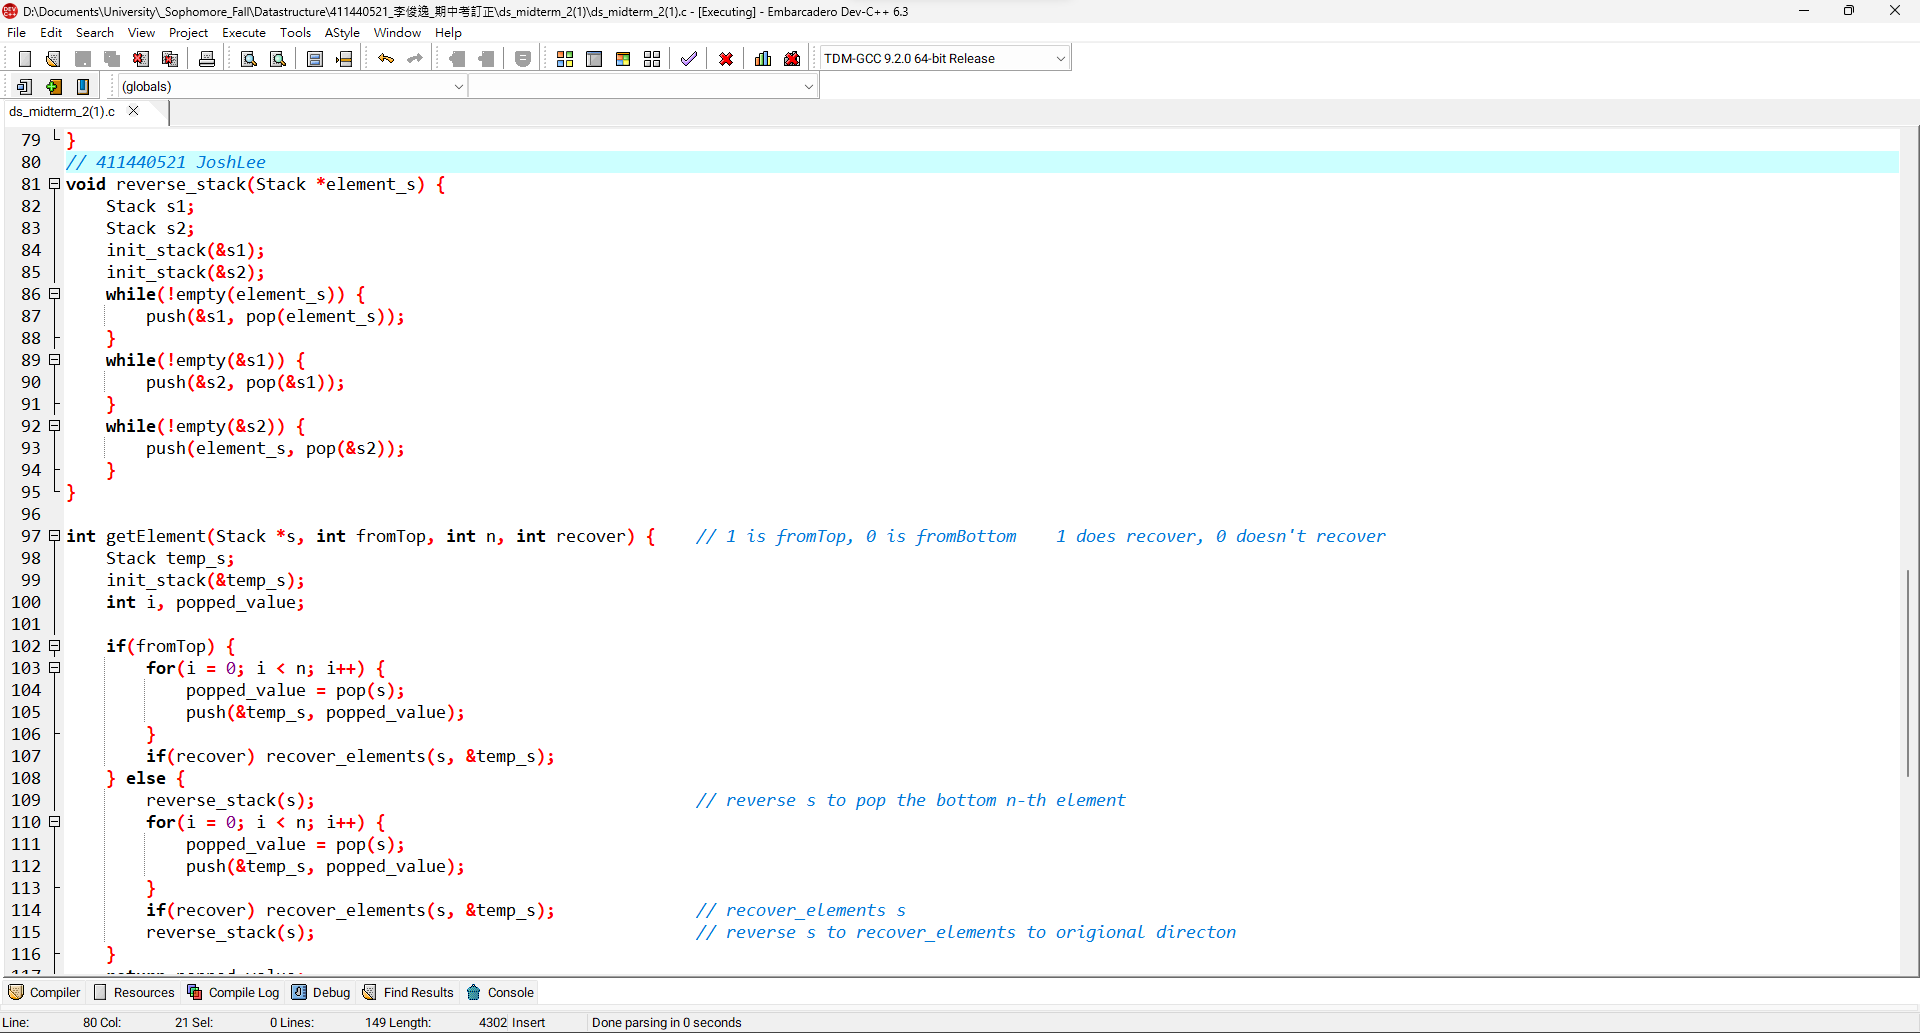 D:\Documents\University\_Sophomore_Fall\Datastructure\411440521_李俊逸_期中考訂正\ds_midterm_2(1)\ds_midterm_2(1).c - [Executing] - Embarcadero Dev-C++ 6.3
File Edit Search View Project Execute Tools AStyle Window Help
TDM-GCC 9.2.0 64-bit Release
(globals)
ds_midterm_2(1).c
79 }
80 // 411440521 JoshLee
81 void reverse_stack(Stack *element_s) {
82     Stack s1;
83     Stack s2;
84     init_stack(&s1);
85     init_stack(&s2);
86     while(!empty(element_s)) {
87         push(&s1, pop(element_s));
88     }
89     while(!empty(&s1)) {
90         push(&s2, pop(&s1));
91     }
92     while(!empty(&s2)) {
93         push(element_s, pop(&s2));
94     }
95 }
96
97 int getElement(Stack *s, int fromTop, int n, int recover) {    // 1 is fromTop, 0 is fromBottom    1 does recover, 0 doesn't recover
98     Stack temp_s;
99     init_stack(&temp_s);
100     int i, popped_value;
101
102     if(fromTop) {
103         for(i = 0; i < n; i++) {
104             popped_value = pop(s);
105             push(&temp_s, popped_value);
106         }
107         if(recover) recover_elements(s, &temp_s);
108     } else {
109         reverse_stack(s);    // reverse s to pop the bottom n-th element
110         for(i = 0; i < n; i++) {
111             popped_value = pop(s);
112             push(&temp_s, popped_value);
113         }
114         if(recover) recover_elements(s, &temp_s);    // recover_elements s
115         reverse_stack(s);    // reverse s to recover_elements to origional directon
116     }
Compiler Resources Compile Log Debug Find Results Console
Line: 80 Col: 21 Sel: 0 Lines: 149 Length: 4302 Insert Done parsing in 0 seconds